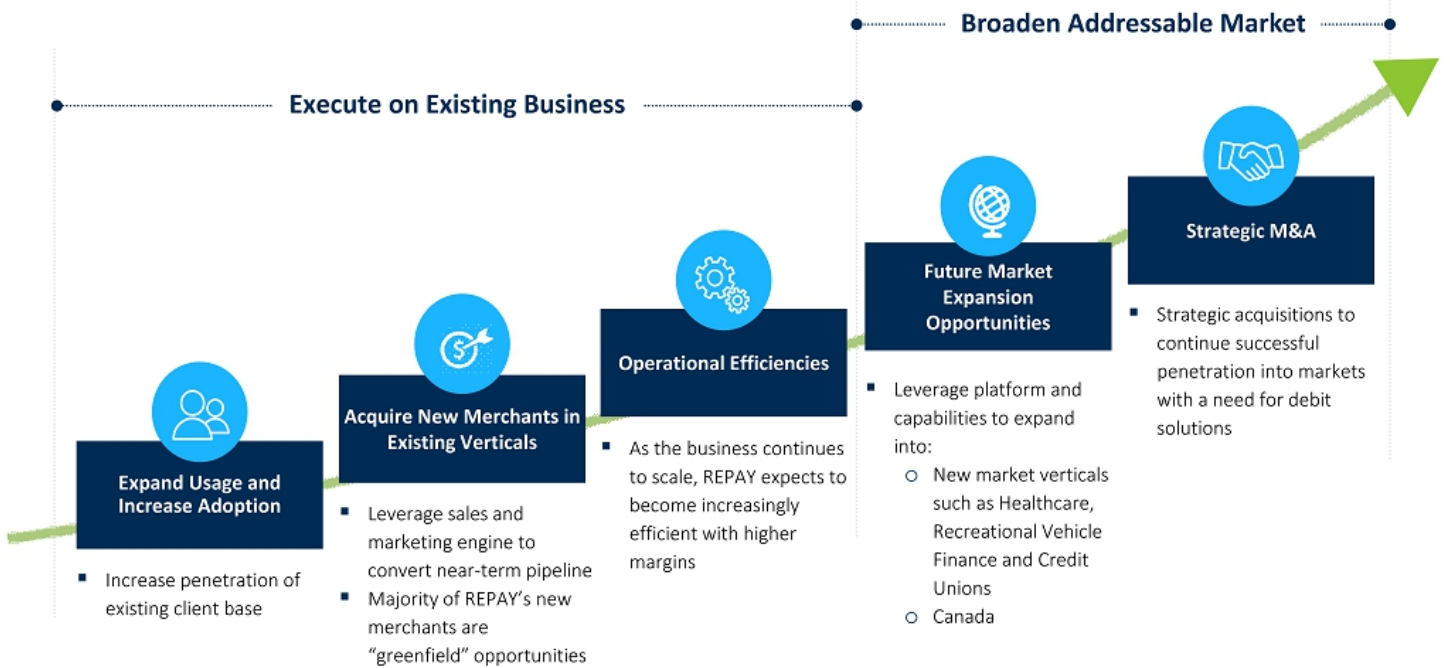 Broaden Addressable Market
Execute on Existing Business
Expand Usage and
Increase Adoption
▪ Increase penetration of
existing client base
$
Acquire New Merchants in
Existing Verticals
▪ Leverage sales and
marketing engine to
convert near-term pipeline
▪ Majority of REPAY’s new
merchants are
“greenfield” opportunities
Operational Efficiencies
▪ As the business continues
to scale, REPAY expects to
become increasingly
efficient with higher
margins
Future Market
Expansion
Opportunities
▪ Leverage platform and
capabilities to expand
into:
○ New market verticals
such as Healthcare,
Recreational Vehicle
Finance and Credit
Unions
○ Canada
Strategic M&A
▪ Strategic acquisitions to
continue successful
penetration into markets
with a need for debit
solutions